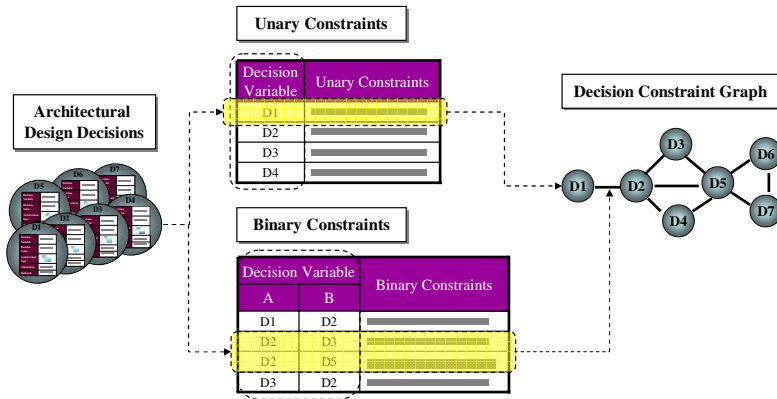 Unary Constraints
Decision Variable
Unary Constraints
D1
D2
D3
D4
Architectural
Design Decisions
D7
D6
D5
D4
D3
D2
D1
Binary Constraints
Decision Variable
Binary Constraints
A B
D1 D2
D2 D3
D2 D5
D3 D2
Decision Constraint Graph
D3
D6
D1
D2
D5
D4
D7